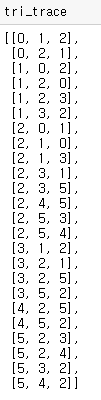 tri_trace
[[0, 1, 2],
[0, 2, 1],
[1, 0, 2],
[1, 2, 0],
[1, 2, 3],
[1, 3, 2],
[2, 0, 1],
[2, 1, 0],
[2, 1, 3],
[2, 3, 1],
[2, 3, 5],
[2, 4, 5],
[2, 5, 3],
[2, 5, 4],
[3, 1, 2],
[3, 2, 1],
[3, 2, 5],
[3, 5, 2],
[4, 2, 5],
[4, 5, 2],
[5, 2, 3],
[5, 2, 4],
[5, 3, 2],
[5, 4, 2]]